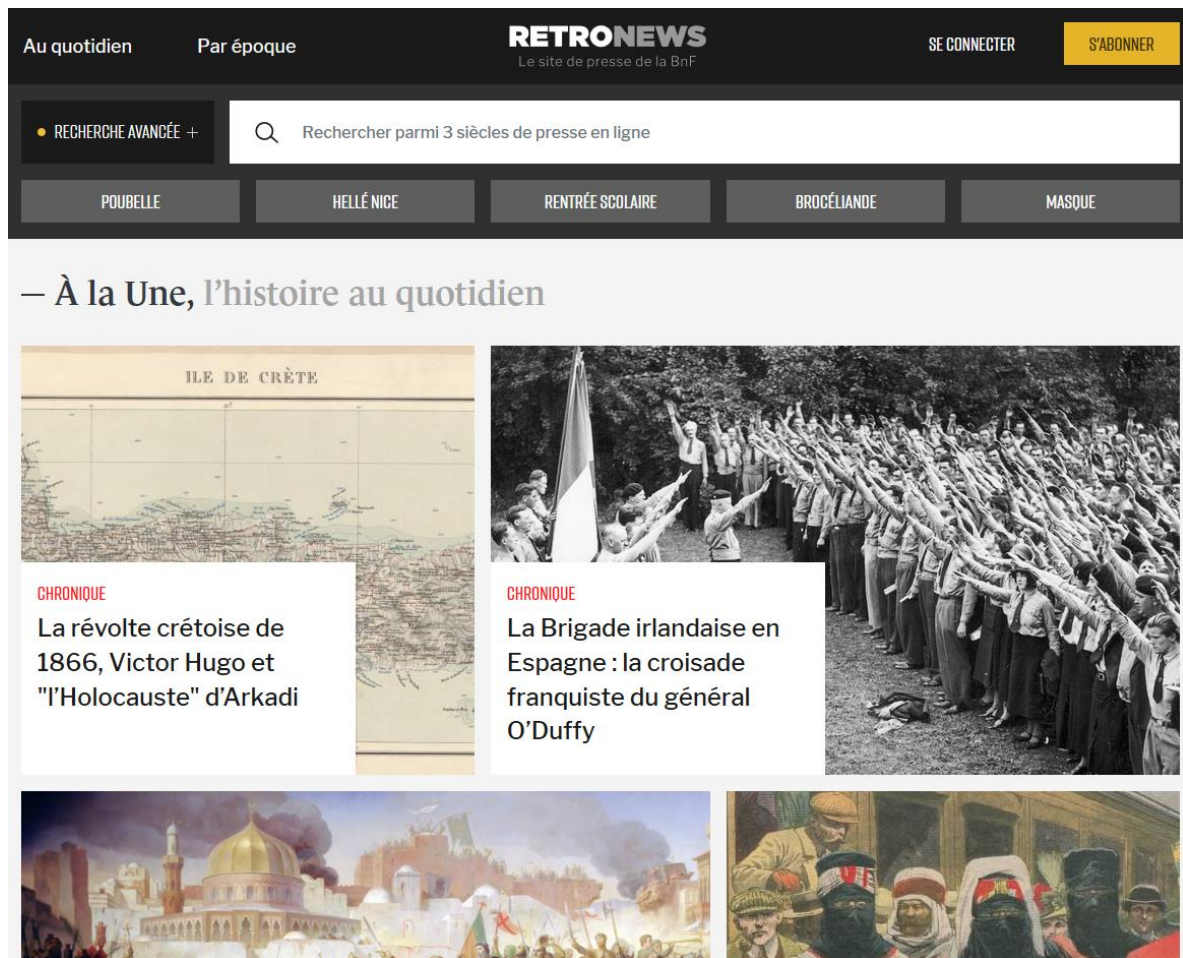 Au quotidien
Par époque
RETRONEWS
Le site de presse de la BnF
SE CONNECTER
S'ABONNER
RECHERCHE AVANCÉE +
Rechercher parmi 3 siècles de presse en ligne
POUBELLE
HELLÉ NICE
RENTRÉE SCOLAIRE
BROCÉLIANDE
MASQUE
— À la Une, l’histoire au quotidien
ILE DE CRÈTE
CHRONIQUE
La révolte crétoise de
1866, Victor Hugo et
"l’Holocauste" d’Arkadi
CHRONIQUE
La Brigade irlandaise en
Espagne : la croisade
franquiste du général
O’Duffy